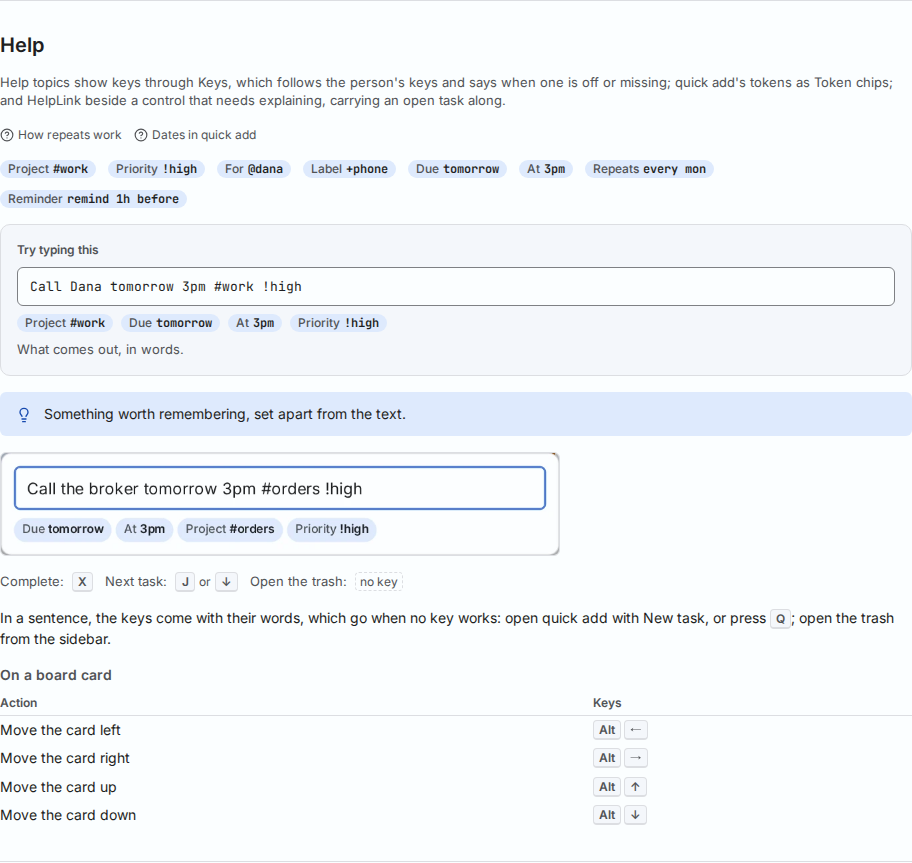 Help
Help topics show keys through Keys, which follows the person's keys and says when one is off or missing; quick add's tokens as Token chips;
and HelpLink beside a control that needs explaining, carrying an open task along.
How repeats work Dates in quick add
Project #work Priority !high For @dana Label +phone Due tomorrow At 3pm Repeats every mon
Reminder remind 1h before
Try typing this
Call Dana tomorrow 3pm #work !high
Project #work Due tomorrow At 3pm Priority !high
What comes out, in words.
Something worth remembering, set apart from the text.
Call the broker tomorrow 3pm #orders !high
Due tomorrow At 3pm Project #orders Priority !high
Complete: X Next task: J or ↓ Open the trash: no key
In a sentence, the keys come with their words, which go when no key works: open quick add with New task, or press Q; open the trash
from the sidebar.
On a board card
Action Keys
Move the card left Alt ←
Move the card right Alt →
Move the card up Alt ↑
Move the card down Alt ↓